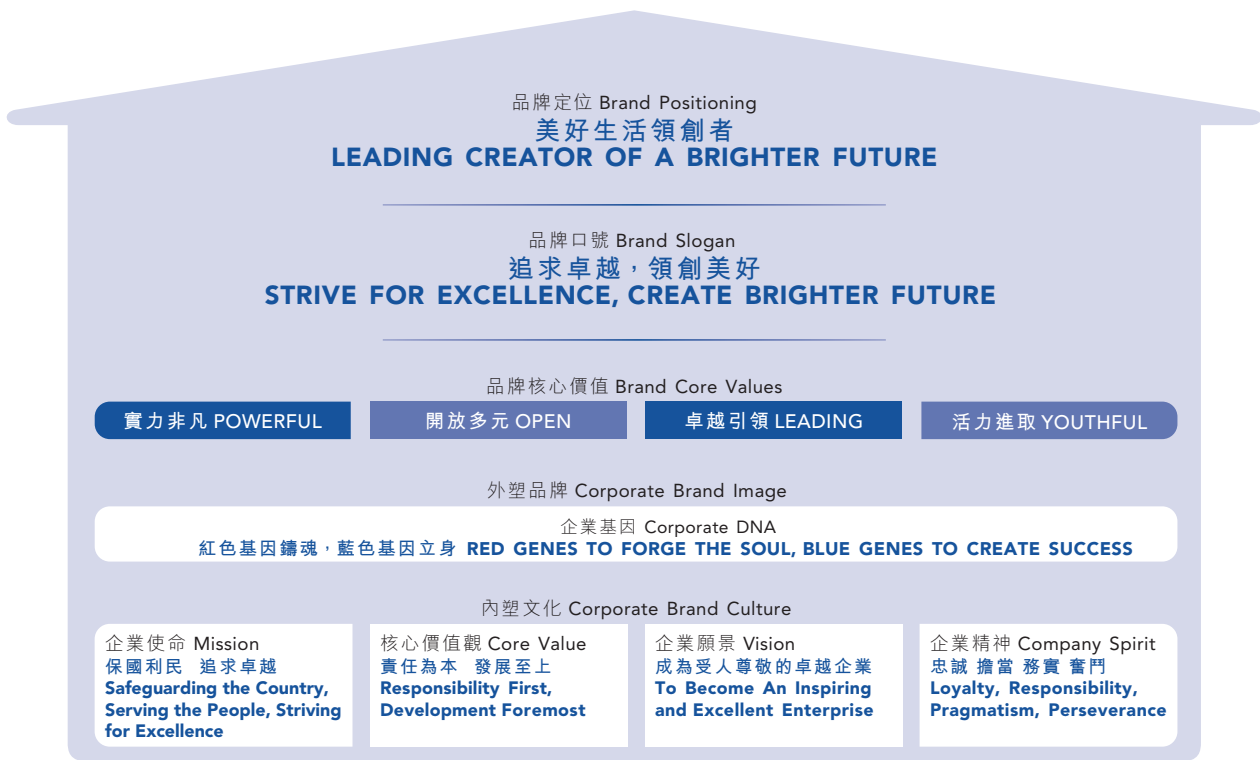 品牌定位 Brand Positioning
美好生活領創者
LEADING CREATOR OF A BRIGHTER FUTURE
品牌口號 Brand Slogan
追求卓越，領創美好
STRIVE FOR EXCELLENCE, CREATE BRIGHTER FUTURE
品牌核心價值 Brand Core Values
實力非凡 POWERFUL
開放多元 OPEN
卓越引領 LEADING
活力進取 YOUTHFUL
外塑品牌 Corporate Brand Image
企業基因 Corporate DNA
紅色基因鑄魂，藍色基因立身 RED GENES TO FORGE THE SOUL, BLUE GENES TO CREATE SUCCESS
內塑文化 Corporate Brand Culture
企業使命 Mission
保國利民 追求卓越
Safeguarding the Country,
Serving the People, Striving
for Excellence
核心價值觀 Core Value
責任為本 發展至上
Responsibility First,
Development Foremost
企業願景 Vision
成為受人尊敬的卓越企業
To Become An Inspiring
and Excellent Enterprise
企業精神 Company Spirit
忠誠 擔當 務實 奮鬥
Loyalty, Responsibility,
Pragmatism, Perseverance